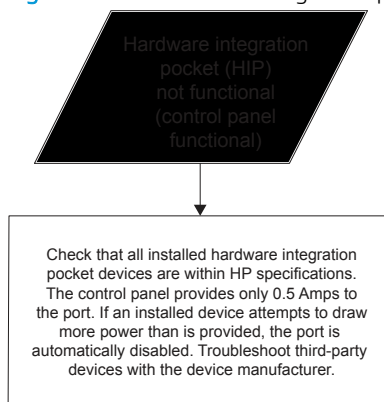 Hardware integration
pocket (HIP)
not functional
(control panel
functional)
Check that all installed hardware integration
pocket devices are within HP specifications.
The control panel provides only 0.5 Amps to
the port. If an installed device attempts to draw
more power than is provided, the port is
automatically disabled. Troubleshoot third-party
devices with the device manufacturer.